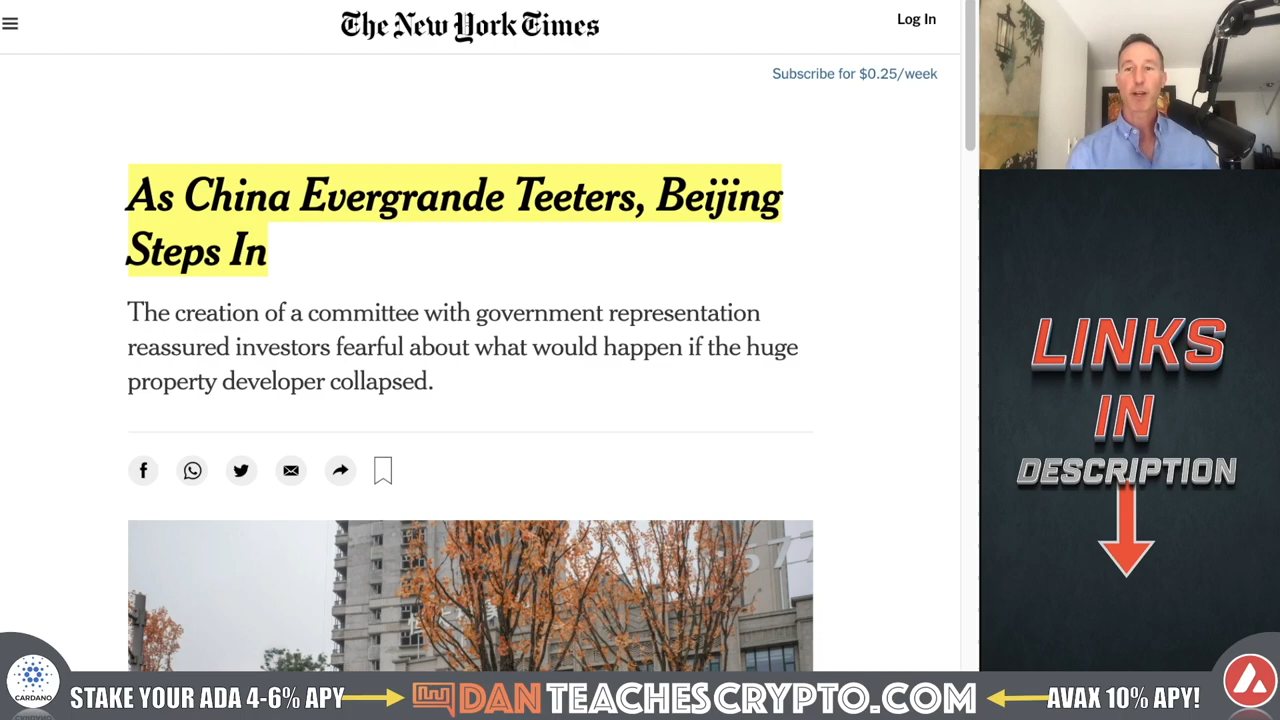 The New York Times
Log In
Subscribe for $0.25/week
As China Evergrande Teeters, Beijing
Steps In
The creation of a committee with government representation
reassured investors fearful about what would happen if the huge
property developer collapsed.
LINKS
IN
DESCRIPTION
CARDANO
STAKE YOUR ADA 4-6% APY
DANTEACHESCRYPTO.COM
AVAX 10% APY!